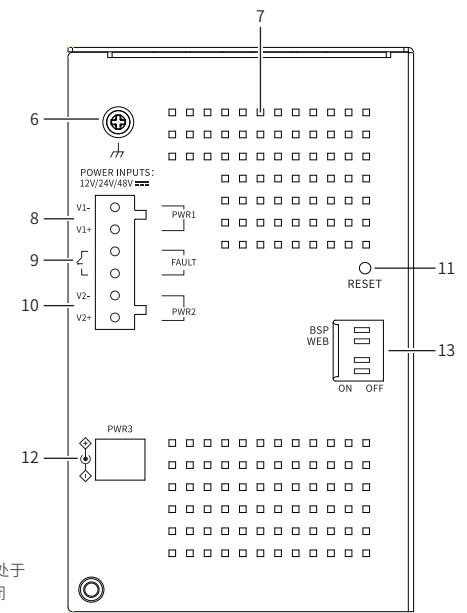 7
6
POWER INPUTS:
12V/24V/48V
8
V1-
PWR1
V1+
9
FAULT
11
RESET
10
V2-
PWR2
V2+
BSP
WEB
13
ON OFF
PWR3
12
处于